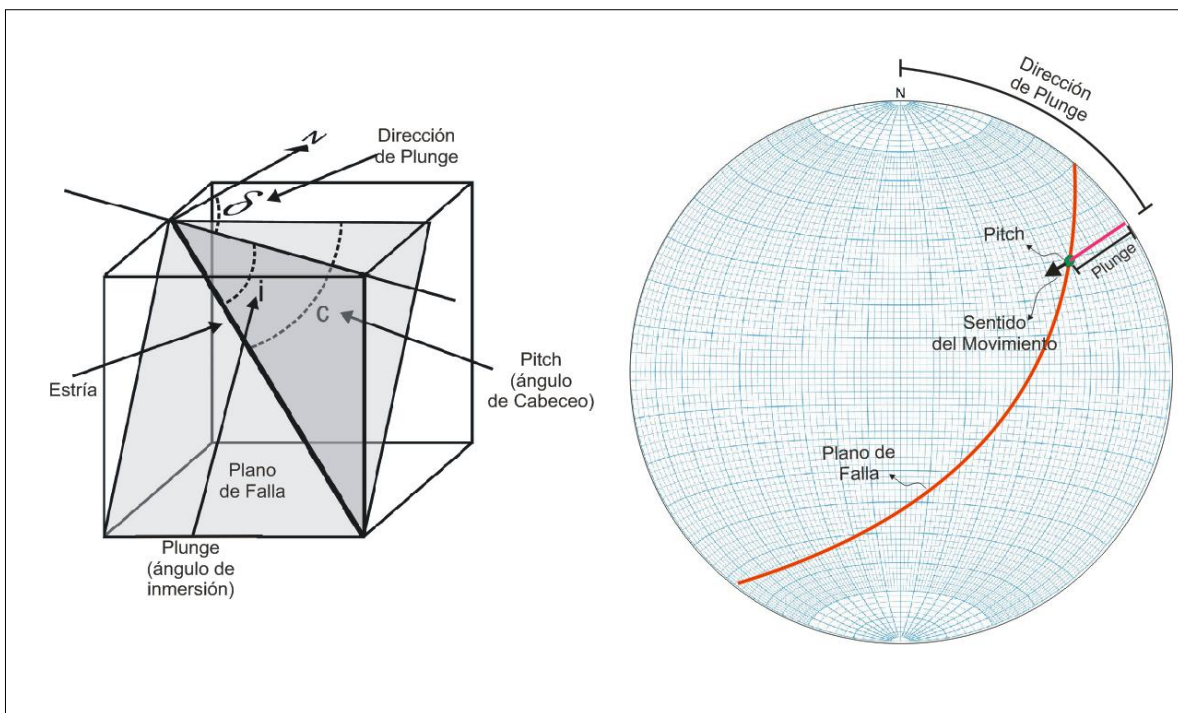 N
Dirección
de Plunge
δ
i
C
Estría
Pitch
(ángulo
de Cabeceo)
Plano
de Falla
Plunge
(ángulo de
inmersión)
Dirección
de Plunge
N
Pitch
Plunge
Sentido
del Movimiento
Plano de
Falla